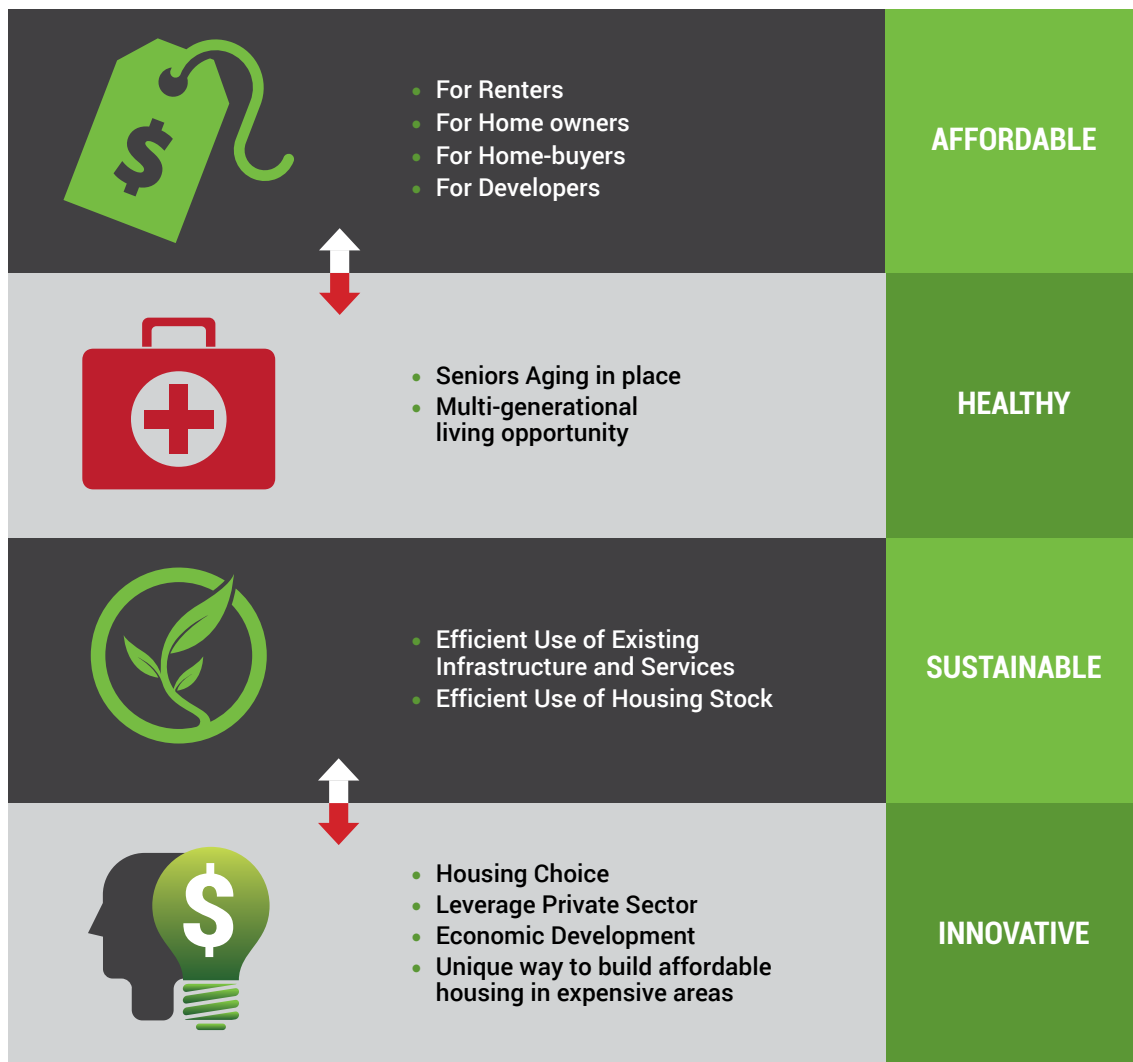 $
• For Renters
• For Home owners
• For Home-buyers
• For Developers
AFFORDABLE
• Seniors Aging in place
• Multi-generational
living opportunity
HEALTHY
• Efficient Use of Existing
Infrastructure and Services
• Efficient Use of Housing Stock
SUSTAINABLE
$
• Housing Choice
• Leverage Private Sector
• Economic Development
• Unique way to build affordable
housing in expensive areas
INNOVATIVE